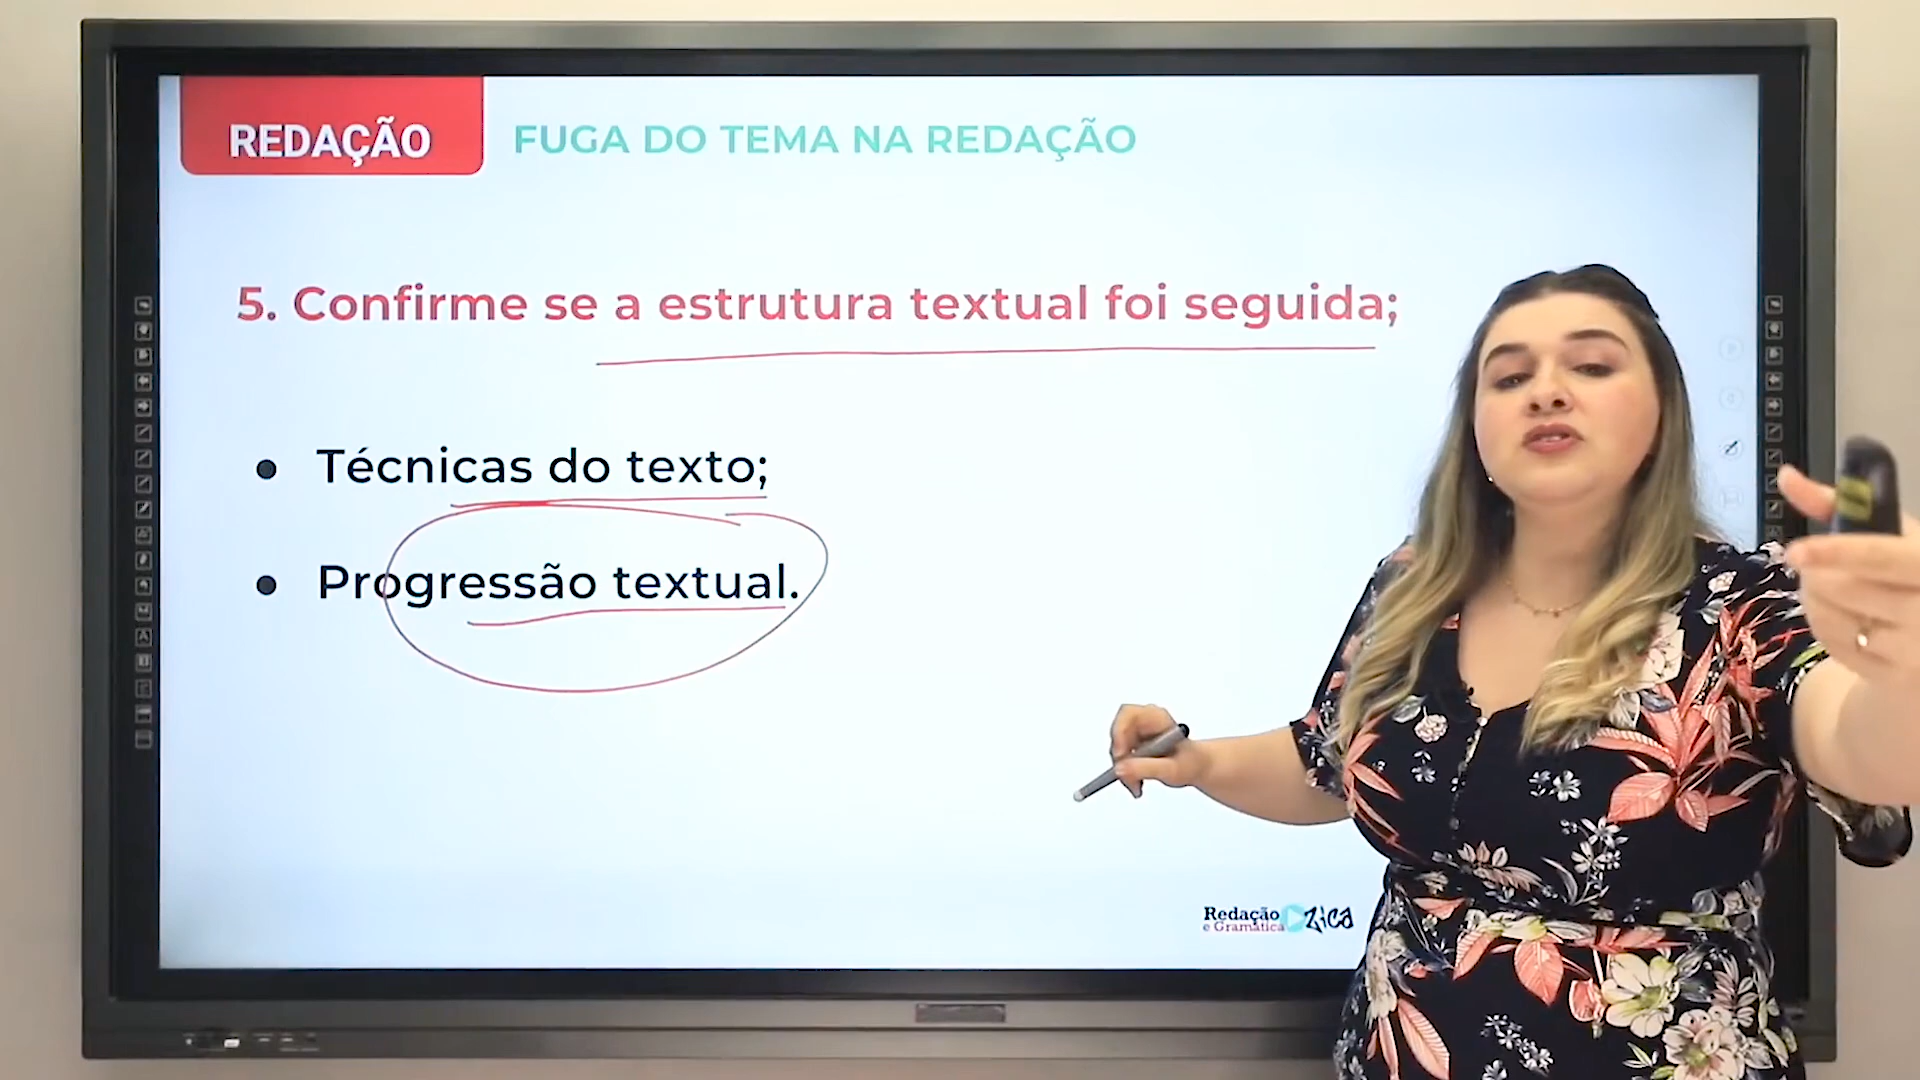 REDAÇÃO
FUGA DO TEMA NA REDAÇÃO
5. Confirme se a estrutura textual foi seguida;
Técnicas do texto;
Progressão textual.
Redação
e Gramática
Zica